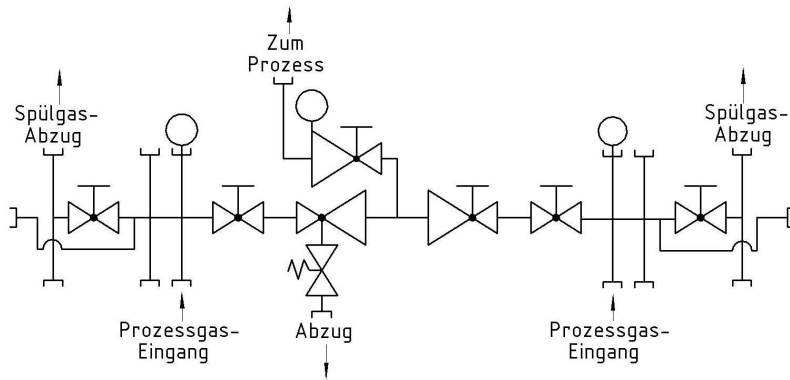 Zum
Prozess
Spülgas-
Abzug
Spülgas-
Abzug
Prozessgas-
Eingang
Abzug
Prozessgas-
Eingang